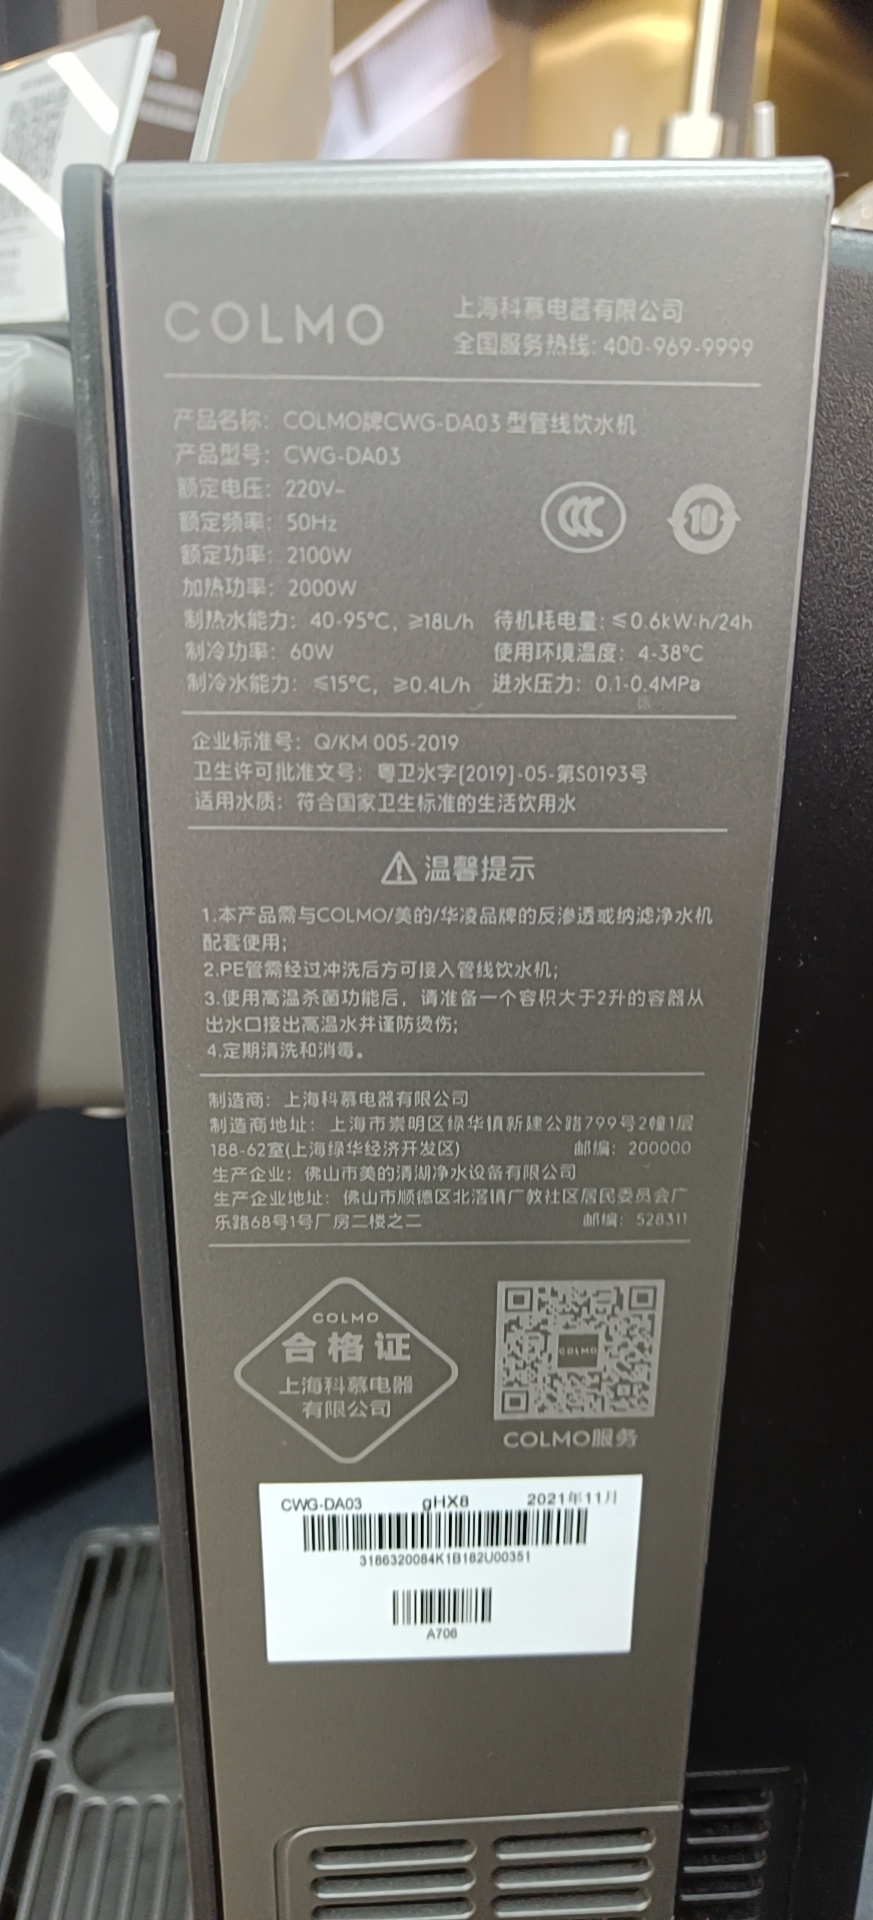 COLMO
上海科慕电器有限公司
全国服务热线: 400-969-9999
产品名称: COLMO牌CWG-DA03 型管线饮水机
产品型号: CWG-DA03
额定电压: 220V~
额定频率: 50Hz
额定功率: 2100W
加热功率: 2000W
CCC
10
制热水能力: 40-95°C, ≥18L/h 待机耗电量: ≤0.6kW·h/24h
制冷功率: 60W 使用环境温度: 4-38°C
制冷水能力: ≤15°C, ≥0.4L/h 进水压力: 0.1-0.4MPa
企业标准号: Q/KM 005-2019
卫生许可批准文号: 粤卫水字[2019]-05-第S0193号
适用水质: 符合国家卫生标准的生活饮用水
温馨提示
1.本产品需与COLMO/美的/华凌品牌的反渗透或纳滤净水机
配套使用;
2.PE管需经过冲洗后方可接入管线饮水机;
3.使用高温杀菌功能后, 请准备一个容积大于2升的容器从
出水口接出高温水并谨防烫伤;
4.定期清洗和消毒。
制造商: 上海科慕电器有限公司
制造商地址: 上海市崇明区绿华镇新建公路799号2幢1层
188-62室(上海绿华经济开发区) 邮编: 200000
生产企业: 佛山市美的清湖净水设备有限公司
生产企业地址: 佛山市顺德区北滘镇广教社区居民委员会广
乐路68号1号厂房二楼之二 邮编: 528311
COLMO
合格证
上海科慕电器
有限公司
COLMO
COLMO服务
CWG-DA03 gHX8 2021年11月
3186320084K1B182U00351
A706